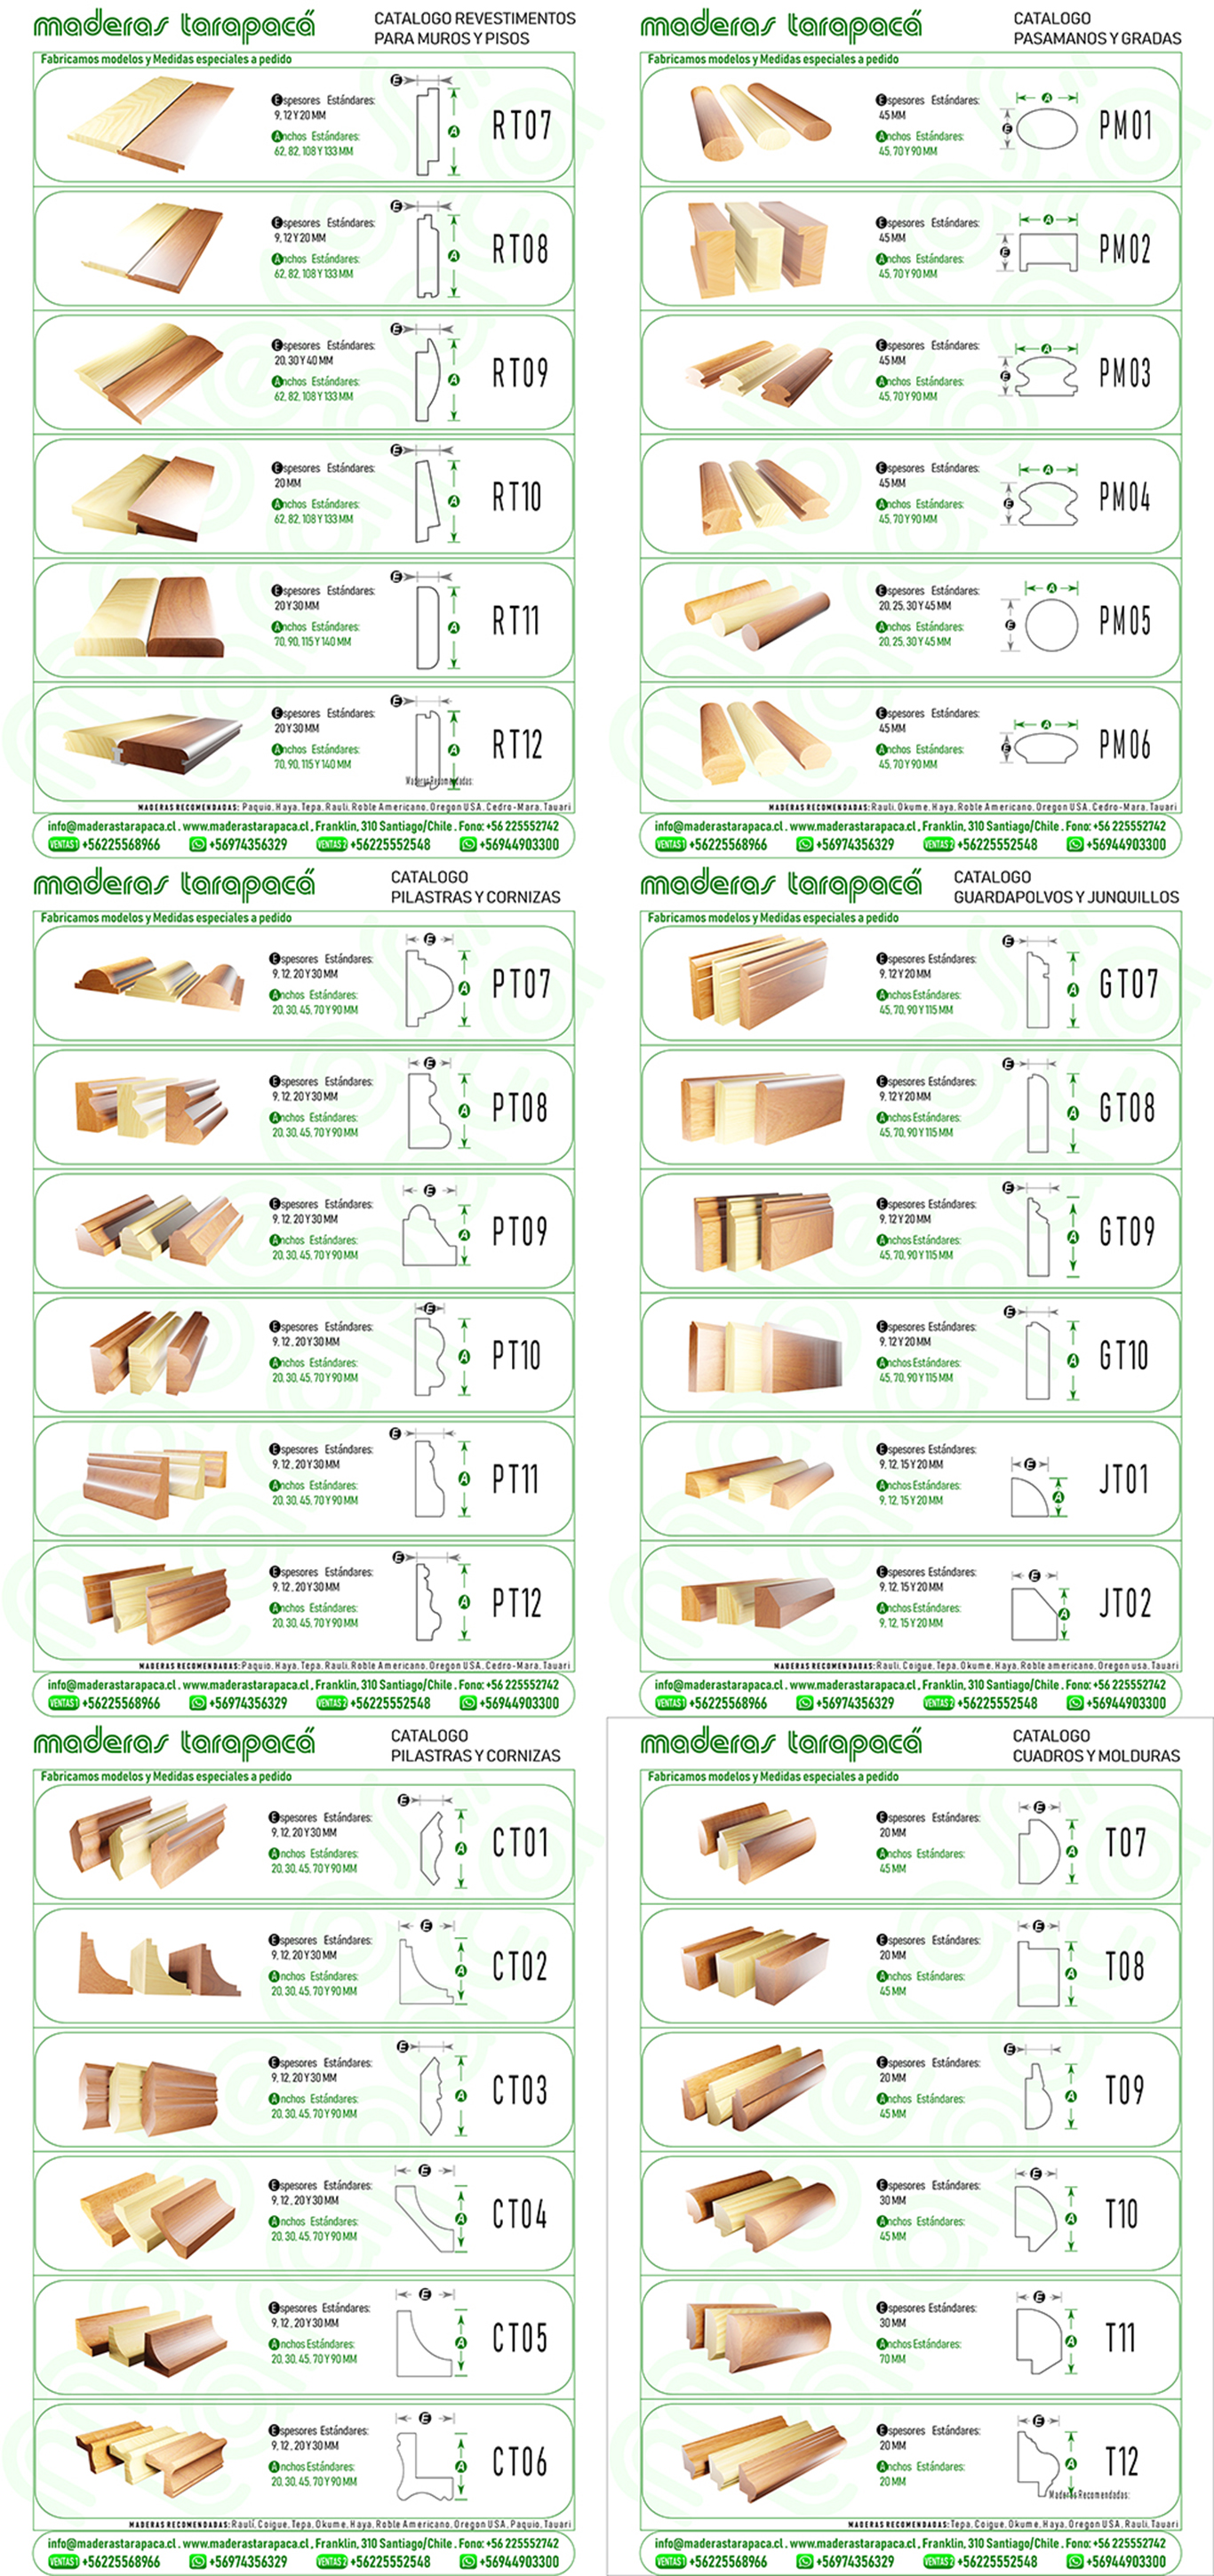 maderas tarapacá
CATALOGO REVESTIMENTOS
PARA MUROS Y PISOS
Fabricamos modelos y Medidas especiales a pedido
Espesores Estándares:
9, 12 Y 20 MM
Anchos Estándares:
62, 82, 108 Y 133 MM
E
A
RT07
Espesores Estándares:
9, 12 Y 20 MM
Anchos Estándares:
62, 82, 108 Y 133 MM
E
A
RT08
Espesores Estándares:
20, 30 Y 40 MM
Anchos Estándares:
62, 82, 108 Y 133 MM
E
A
RT09
Espesores Estándares:
20 MM
Anchos Estándares:
62, 82, 108 Y 133 MM
E
A
RT10
Espesores Estándares:
20 Y 30 MM
Anchos Estándares:
70, 90, 115 Y 140 MM
E
A
RT11
Espesores Estándares:
20 Y 30 MM
Anchos Estándares:
70, 90, 115 Y 140 MM
E
A
RT12
Maderas Recomendadas:
MADERAS RECOMENDADAS: Paquio, Haya, Tepa, Rauli, Roble Americano, Oregon USA, Cedro-Mara, Tauari
info@maderastarapaca.cl . www.maderastarapaca.cl , Franklin, 310 Santiago/Chile . Fono: +56 225552742
VENTAS 1 +56225568966 +56974356329 VENTAS 2 +56225552548 +56944903300
maderas tarapacá
CATALOGO
PASAMANOS Y GRADAS
Fabricamos modelos y Medidas especiales a pedido
Espesores Estándares:
45 MM
Anchos Estándares:
45, 70 Y 90 MM
A
E
PM01
Espesores Estándares:
45 MM
Anchos Estándares:
45, 70 Y 90 MM
A
E
PM02
Espesores Estándares:
45 MM
Anchos Estándares:
45, 70 Y 90 MM
A
E
PM03
Espesores Estándares:
45 MM
Anchos Estándares:
45, 70 Y 90 MM
A
E
PM04
Espesores Estándares:
20, 25, 30 Y 45 MM
Anchos Estándares:
20, 25, 30 Y 45 MM
A
E
PM05
Espesores Estándares:
45 MM
Anchos Estándares:
45, 70 Y 90 MM
A
E
PM06
MADERAS RECOMENDADAS: Rauli, Okume, Haya, Roble Americano, Oregon USA, Cedro-Mara, Tauari
info@maderastarapaca.cl . www.maderastarapaca.cl , Franklin, 310 Santiago/Chile . Fono: +56 225552742
VENTAS 1 +56225568966 +56974356329 VENTAS 2 +56225552548 +56944903300
maderas tarapacá
CATALOGO
PILASTRAS Y CORNIZAS
Fabricamos modelos y Medidas especiales a pedido
Espesores Estándares:
9, 12, 20 Y 30 MM
Anchos Estándares:
20, 30, 45, 70 Y 90 MM
E
A
PT07
Espesores Estándares:
9, 12, 20 Y 30 MM
Anchos Estándares:
20, 30, 45, 70 Y 90 MM
E
A
PT08
Espesores Estándares:
9, 12, 20 Y 30 MM
Anchos Estándares:
20, 30, 45, 70 Y 90 MM
E
A
PT09
Espesores Estándares:
9, 12 , 20 Y 30 MM
Anchos Estándares:
20, 30, 45, 70 Y 90 MM
E
A
PT10
Espesores Estándares:
9, 12 , 20 Y 30 MM
Anchos Estándares:
20, 30, 45, 70 Y 90 MM
E
A
PT11
Espesores Estándares:
9, 12 , 20 Y 30 MM
Anchos Estándares:
20, 30, 45, 70 Y 90 MM
E
A
PT12
MADERAS RECOMENDADAS: Paquio, Haya, Tepa, Rauli, Roble Americano, Oregon USA, Cedro-Mara, Tauari
info@maderastarapaca.cl . www.maderastarapaca.cl , Franklin, 310 Santiago/Chile . Fono: +56 225552742
VENTAS 1 +56225568966 +56974356329 VENTAS 2 +56225552548 +56944903300
maderas tarapacá
CATALOGO
GUARDAPOLVOS Y JUNQUILLOS
Fabricamos modelos y Medidas especiales a pedido
Espesores Estándares:
9, 12 Y 20 MM
Anchos Estándares:
45, 70, 90 Y 115 MM
E
A
GT07
Espesores Estándares:
9, 12 Y 20 MM
Anchos Estándares:
45, 70, 90 Y 115 MM
E
A
GT08
Espesores Estándares:
9, 12 Y 20 MM
Anchos Estándares:
45, 70, 90 Y 115 MM
E
A
GT09
Espesores Estándares:
9, 12 Y 20 MM
Anchos Estándares:
45, 70, 90 Y 115 MM
E
A
GT10
Espesores Estándares:
9, 12, 15 Y 20 MM
Anchos Estándares:
9, 12, 15 Y 20 MM
E
A
JT01
Espesores Estándares:
9, 12, 15 Y 20 MM
Anchos Estándares:
9, 12, 15 Y 20 MM
E
A
JT02
MADERAS RECOMENDADAS: Rauli, Coigue, Tepa, Okume, Haya, Roble americano, Oregon usa, Tauari
info@maderastarapaca.cl . www.maderastarapaca.cl , Franklin, 310 Santiago/Chile . Fono: +56 225552742
VENTAS 1 +56225568966 +56974356329 VENTAS 2 +56225552548 +56944903300
maderas tarapacá
CATALOGO
PILASTRAS Y CORNIZAS
Fabricamos modelos y Medidas especiales a pedido
Espesores Estándares:
9, 12, 20 Y 30 MM
Anchos Estándares:
20, 30, 45, 70 Y 90 MM
E
A
CT01
Espesores Estándares:
9, 12, 20 Y 30 MM
Anchos Estándares:
20, 30, 45, 70 Y 90 MM
E
A
CT02
Espesores Estándares:
9, 12, 20 Y 30 MM
Anchos Estándares:
20, 30, 45, 70 Y 90 MM
E
A
CT03
Espesores Estándares:
9, 12 , 20 Y 30 MM
Anchos Estándares:
20, 30, 45, 70 Y 90 MM
E
A
CT04
Espesores Estándares:
9, 12 , 20 Y 30 MM
Anchos Estándares:
20, 30, 45, 70 Y 90 MM
E
A
CT05
Espesores Estándares:
9, 12 , 20 Y 30 MM
Anchos Estándares:
20, 30, 45, 70 Y 90 MM
E
A
CT06
MADERAS RECOMENDADAS: Raulí, Coigue, Tepa, Okume, Haya, Roble Americano, Oregon USA, Paquio, Tauari
info@maderastarapaca.cl . www.maderastarapaca.cl , Franklin, 310 Santiago/Chile . Fono: +56 225552742
VENTAS 1 +56225568966 +56974356329 VENTAS 2 +56225552548 +56944903300
maderas tarapacá
CATALOGO
CUADROS Y MOLDURAS
Fabricamos modelos y Medidas especiales a pedido
Espesores Estándares:
20 MM
Anchos Estándares:
45 MM
E
A
T07
Espesores Estándares:
20 MM
Anchos Estándares:
45 MM
E
A
T08
Espesores Estándares:
20 MM
Anchos Estándares:
45 MM
E
A
T09
Espesores Estándares:
30 MM
Anchos Estándares:
45 MM
E
A
T10
Espesores Estándares:
30 MM
Anchos Estándares:
70 MM
E
A
T11
Espesores Estándares:
20 MM
Anchos Estándares:
20 MM
E
A
T12
Maderas Recomendadas:
MADERAS RECOMENDADAS: Tepa, Coigue, Okume, Haya, Oregon USA, Rauli, Tauari
info@maderastarapaca.cl . www.maderastarapaca.cl , Franklin, 310 Santiago/Chile . Fono: +56 225552742
VENTAS 1 +56225568966 +56974356329 VENTAS 2 +56225552548 +56944903300